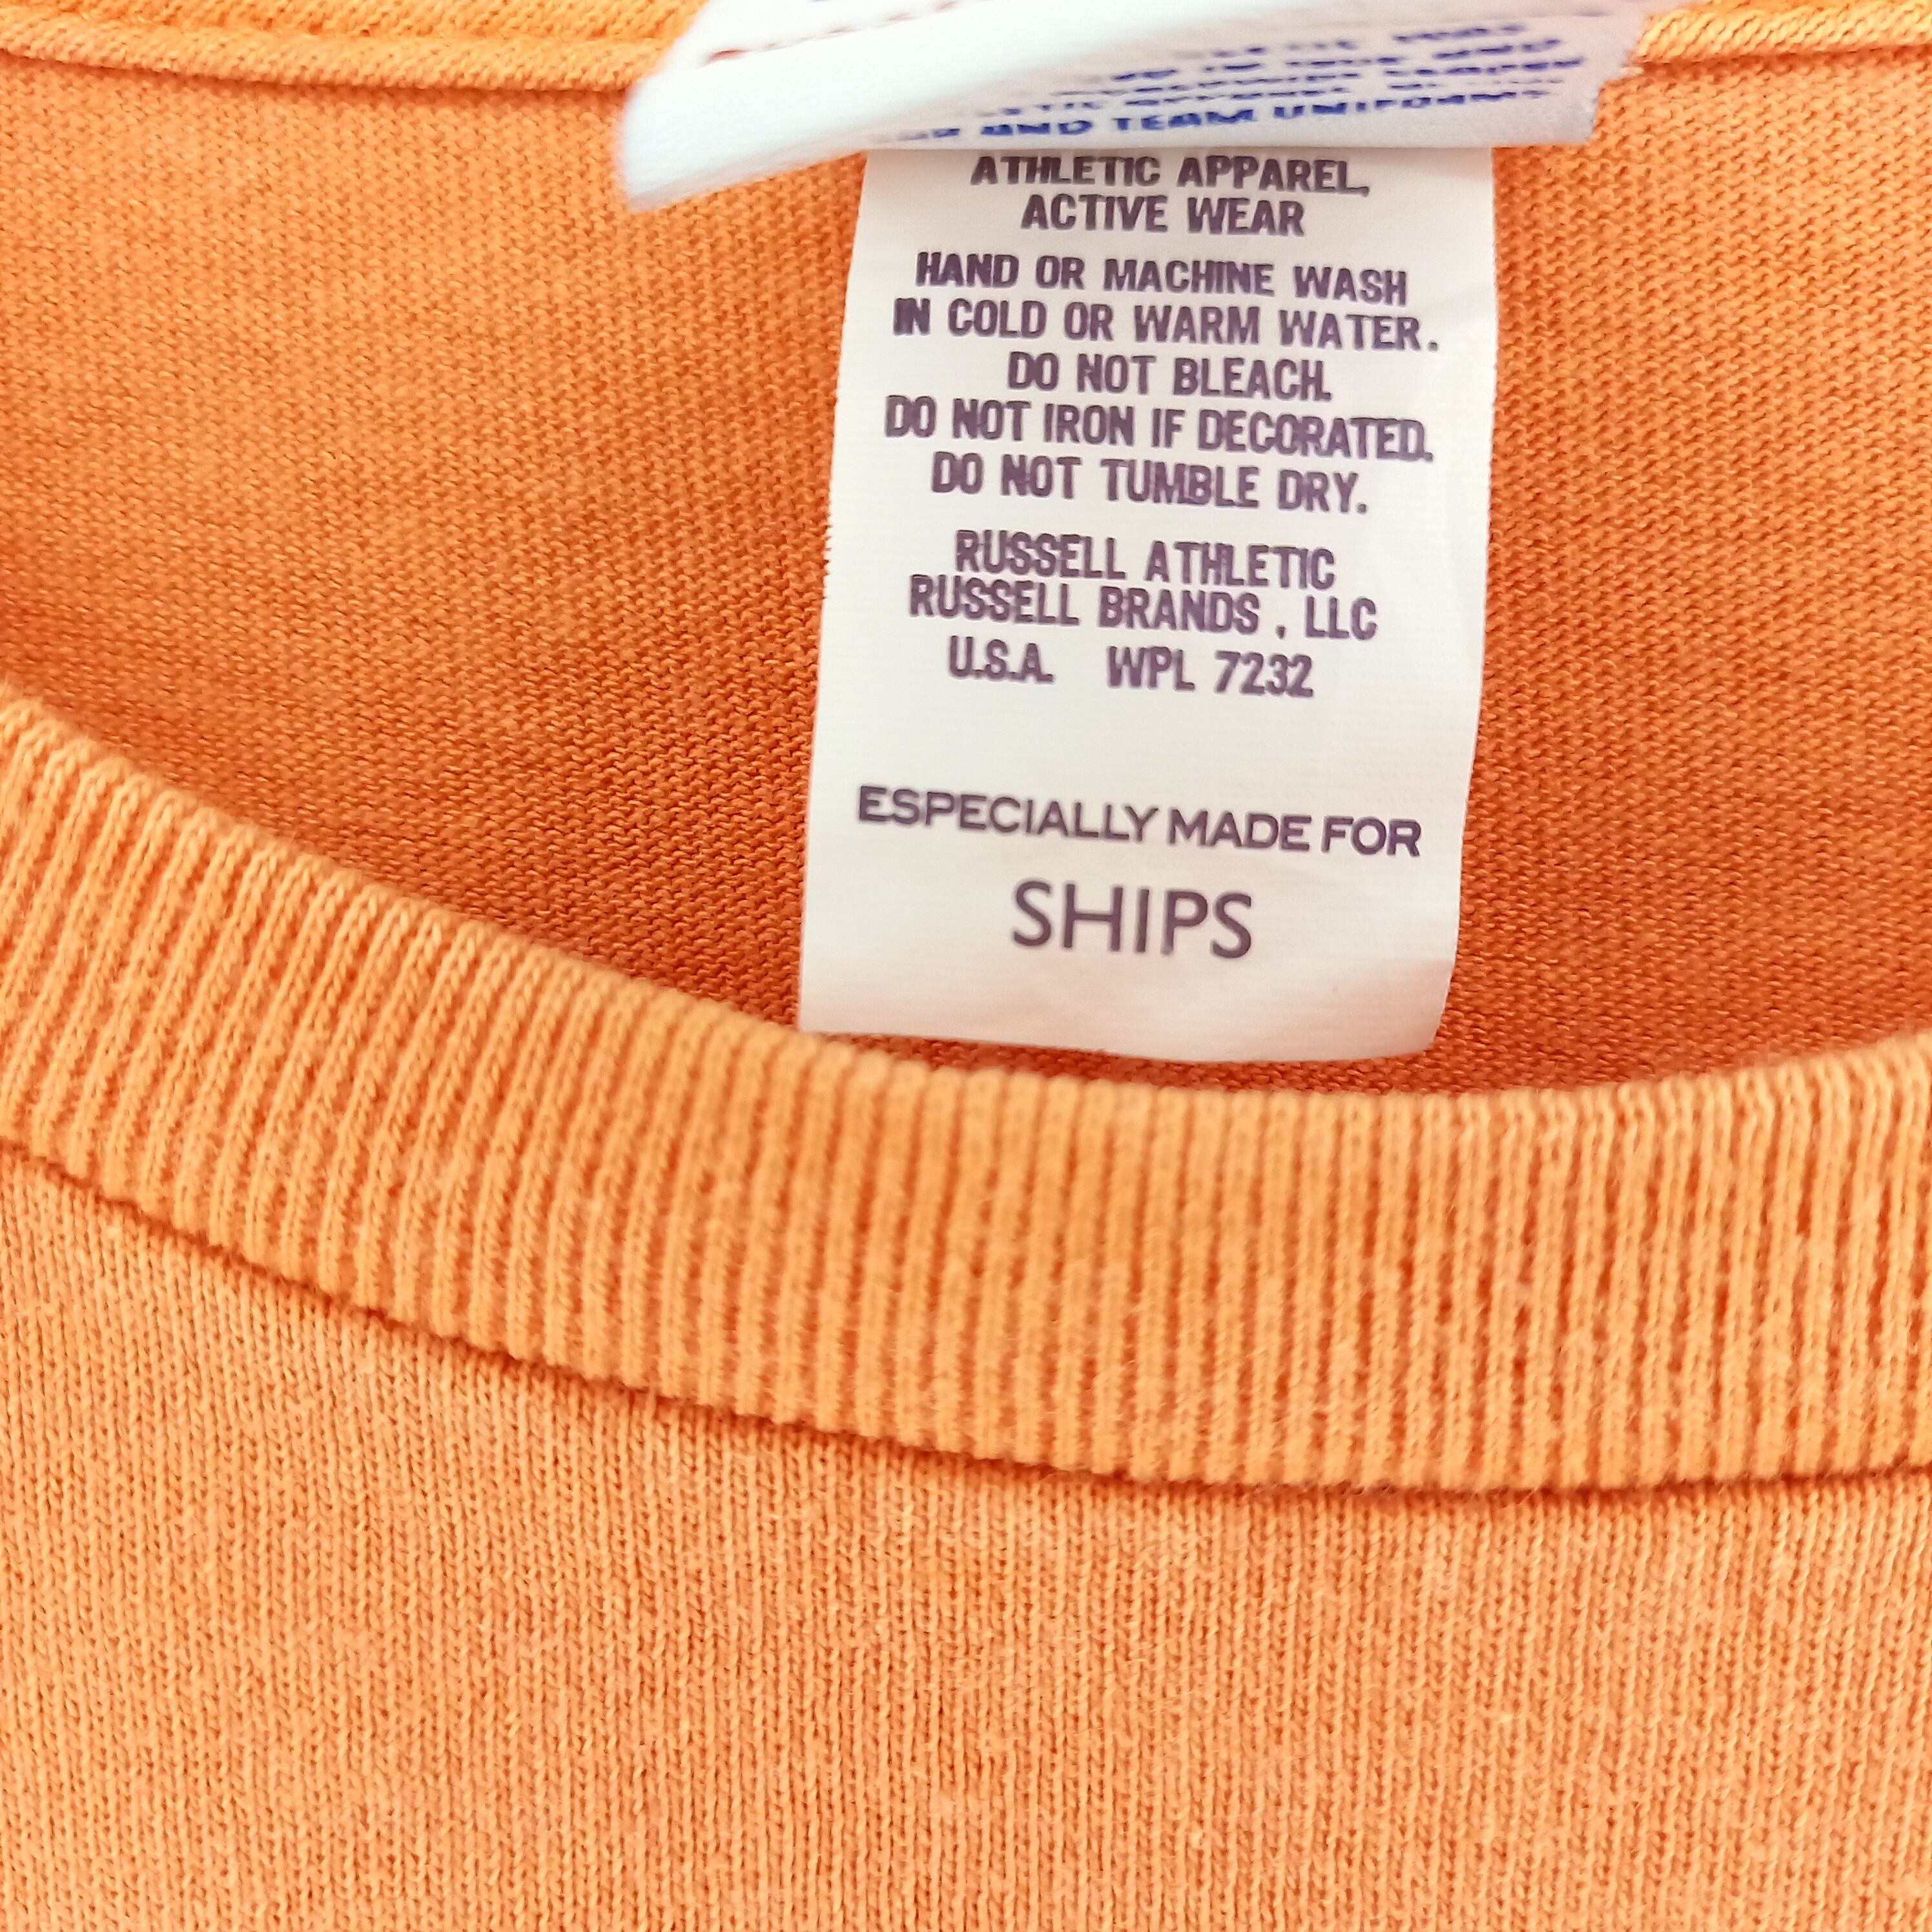 AND TEAM UNIFORMS
ATHLETIC APPAREL,
ACTIVE WEAR
HAND OR MACHINE WASH
IN COLD OR WARM WATER.
DO NOT BLEACH.
DO NOT IRON IF DECORATED.
DO NOT TUMBLE DRY.
RUSSELL ATHLETIC
RUSSELL BRANDS , LLC
U.S.A. WPL 7232
ESPECIALLY MADE FOR
SHIPS